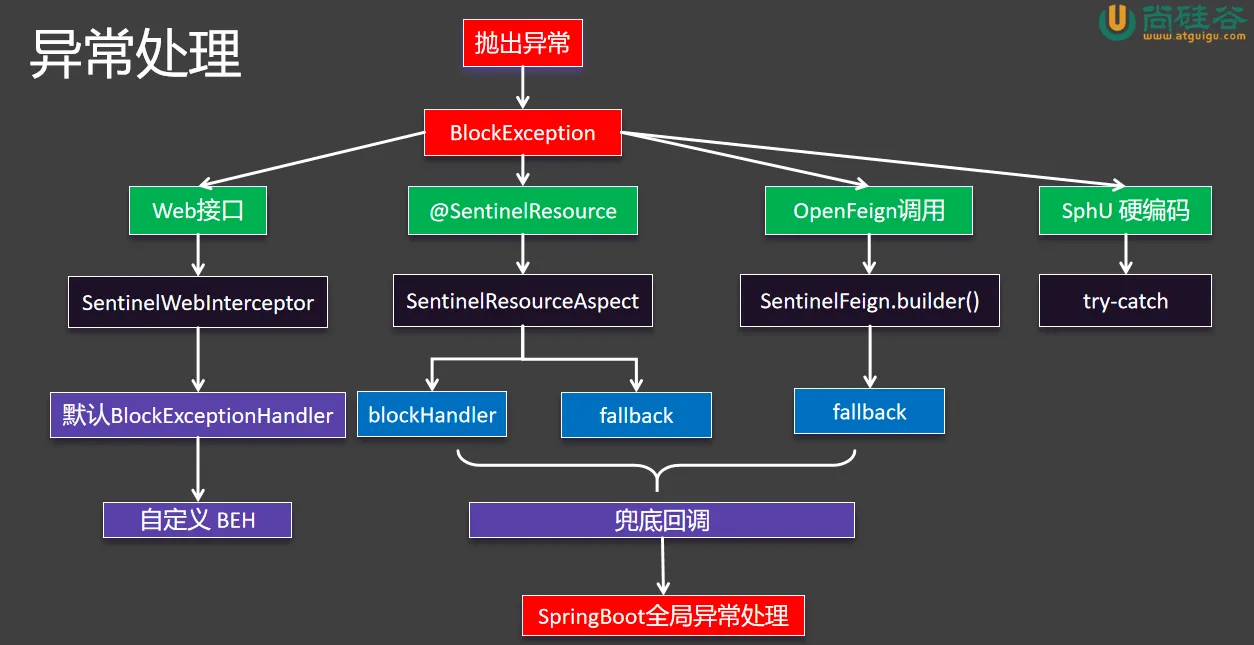 异常处理
尚硅谷
www.atguigu.com
抛出异常
BlockException
Web接口
@SentinelResource
OpenFeign调用
SphU 硬编码
SentinelWebInterceptor
SentinelResourceAspect
SentinelFeign.builder()
try-catch
默认BlockExceptionHandler
blockHandler
fallback
fallback
自定义 BEH
兜底回调
SpringBoot全局异常处理